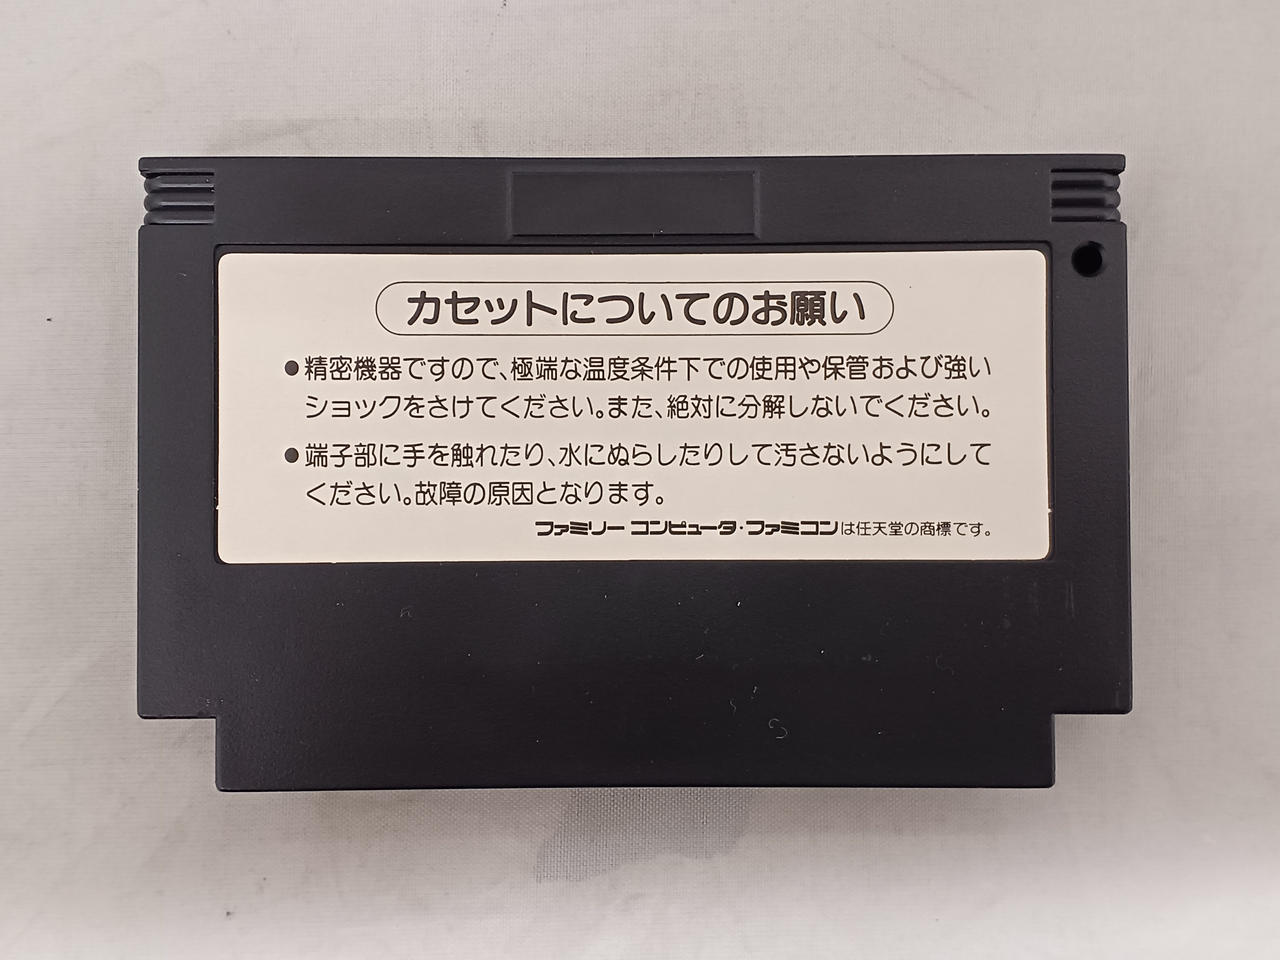 カセットについてのお願い
●精密機器ですので、極端な温度条件下での使用や保管および強い
ショックをさけてください。また、絶対に分解しないでください。
●端子部に手を触れたり、水にぬらしたりして汚さないようにして
ください。故障の原因となります。
ファミリーコンピュータ・ファミコンは任天堂の商標です。